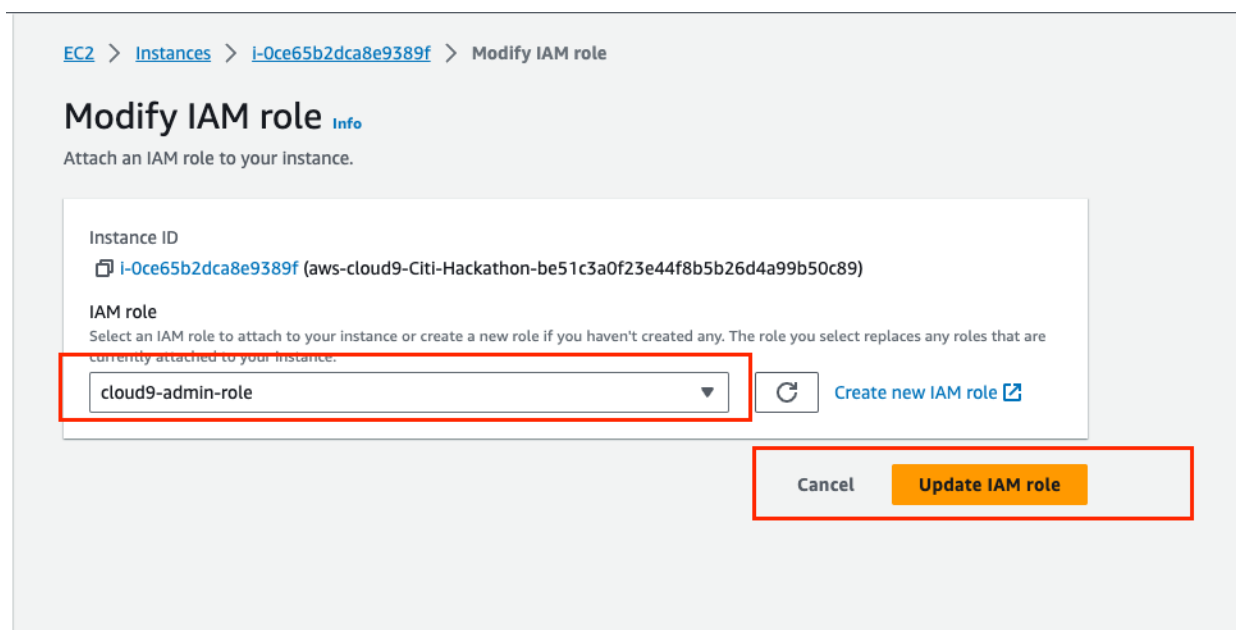 EC2 > Instances > i-0ce65b2dca8e9389f > Modify IAM role
Modify IAM role Info
Attach an IAM role to your instance.
Instance ID
i-0ce65b2dca8e9389f (aws-cloud9-Citi-Hackathon-be51c3a0f23e44f8b5b26d4a99b50c89)
IAM role
Select an IAM role to attach to your instance or create a new role if you haven't created any. The role you select replaces any roles that are
currently attached to your instance.
cloud9-admin-role Create new IAM role
Cancel Update IAM role